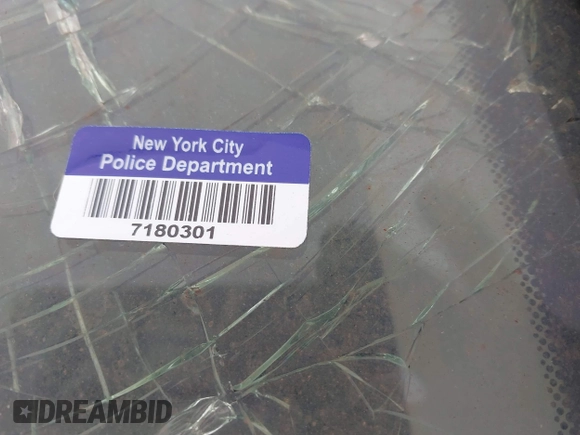 New York City
Police Department
7180301
DREAMBID